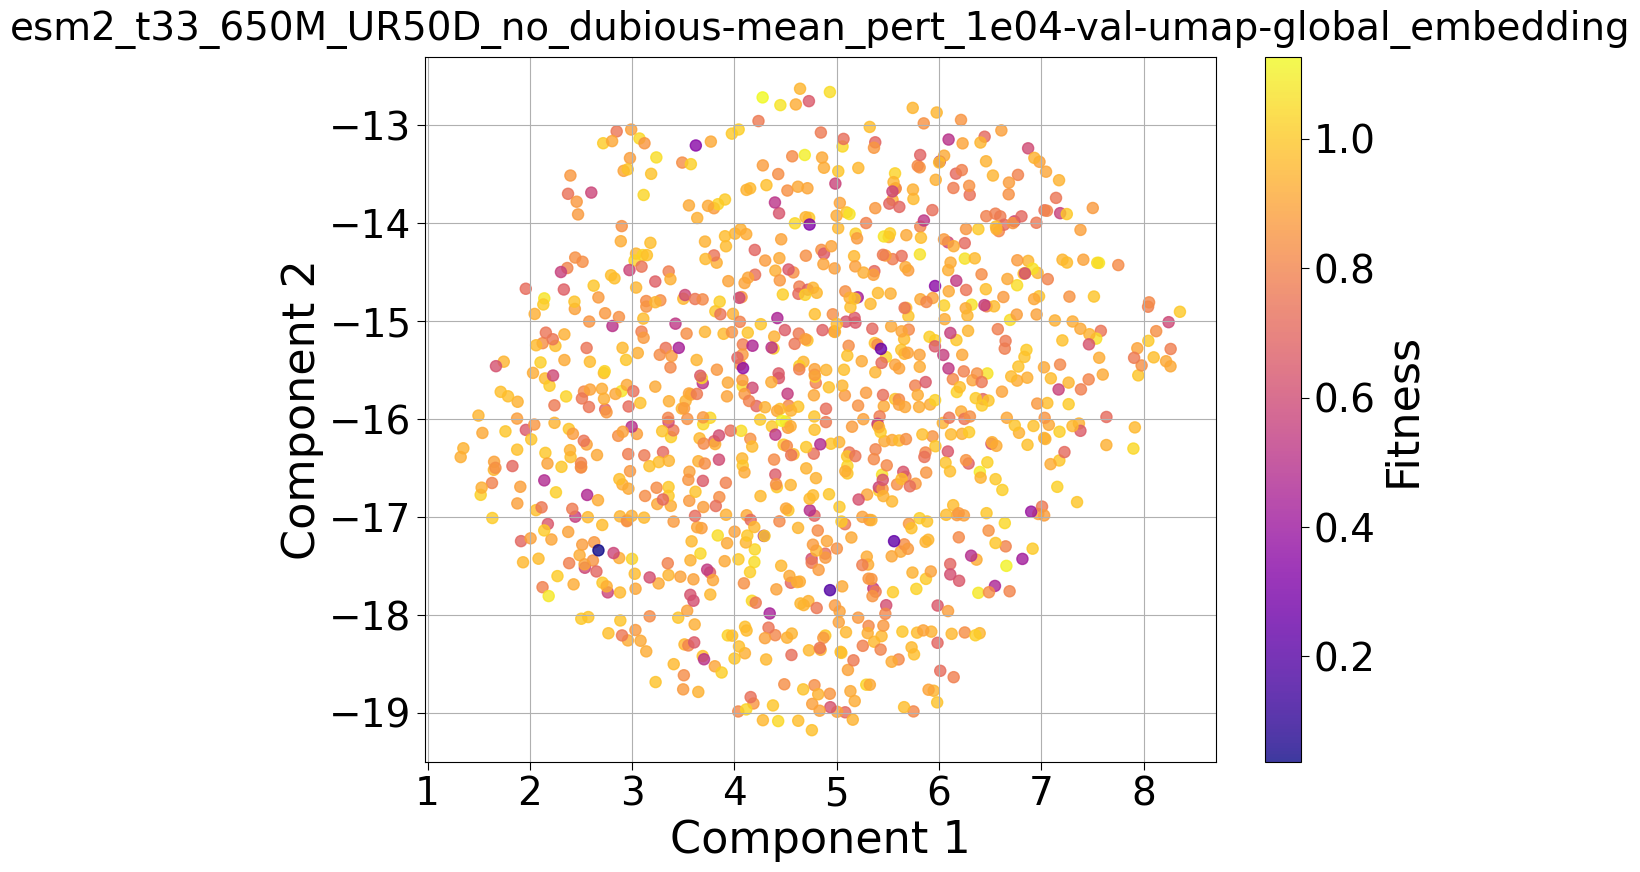 esm2_t33_650M_UR50D_no_dubious-mean_pert_1e04-val-umap-global_embedding
−13
−14
−15
−16
−17
−18
−19
Component 2
1 2 3 4 5 6 7 8
Component 1
1.0
0.8
0.6
0.4
0.2
Fitness